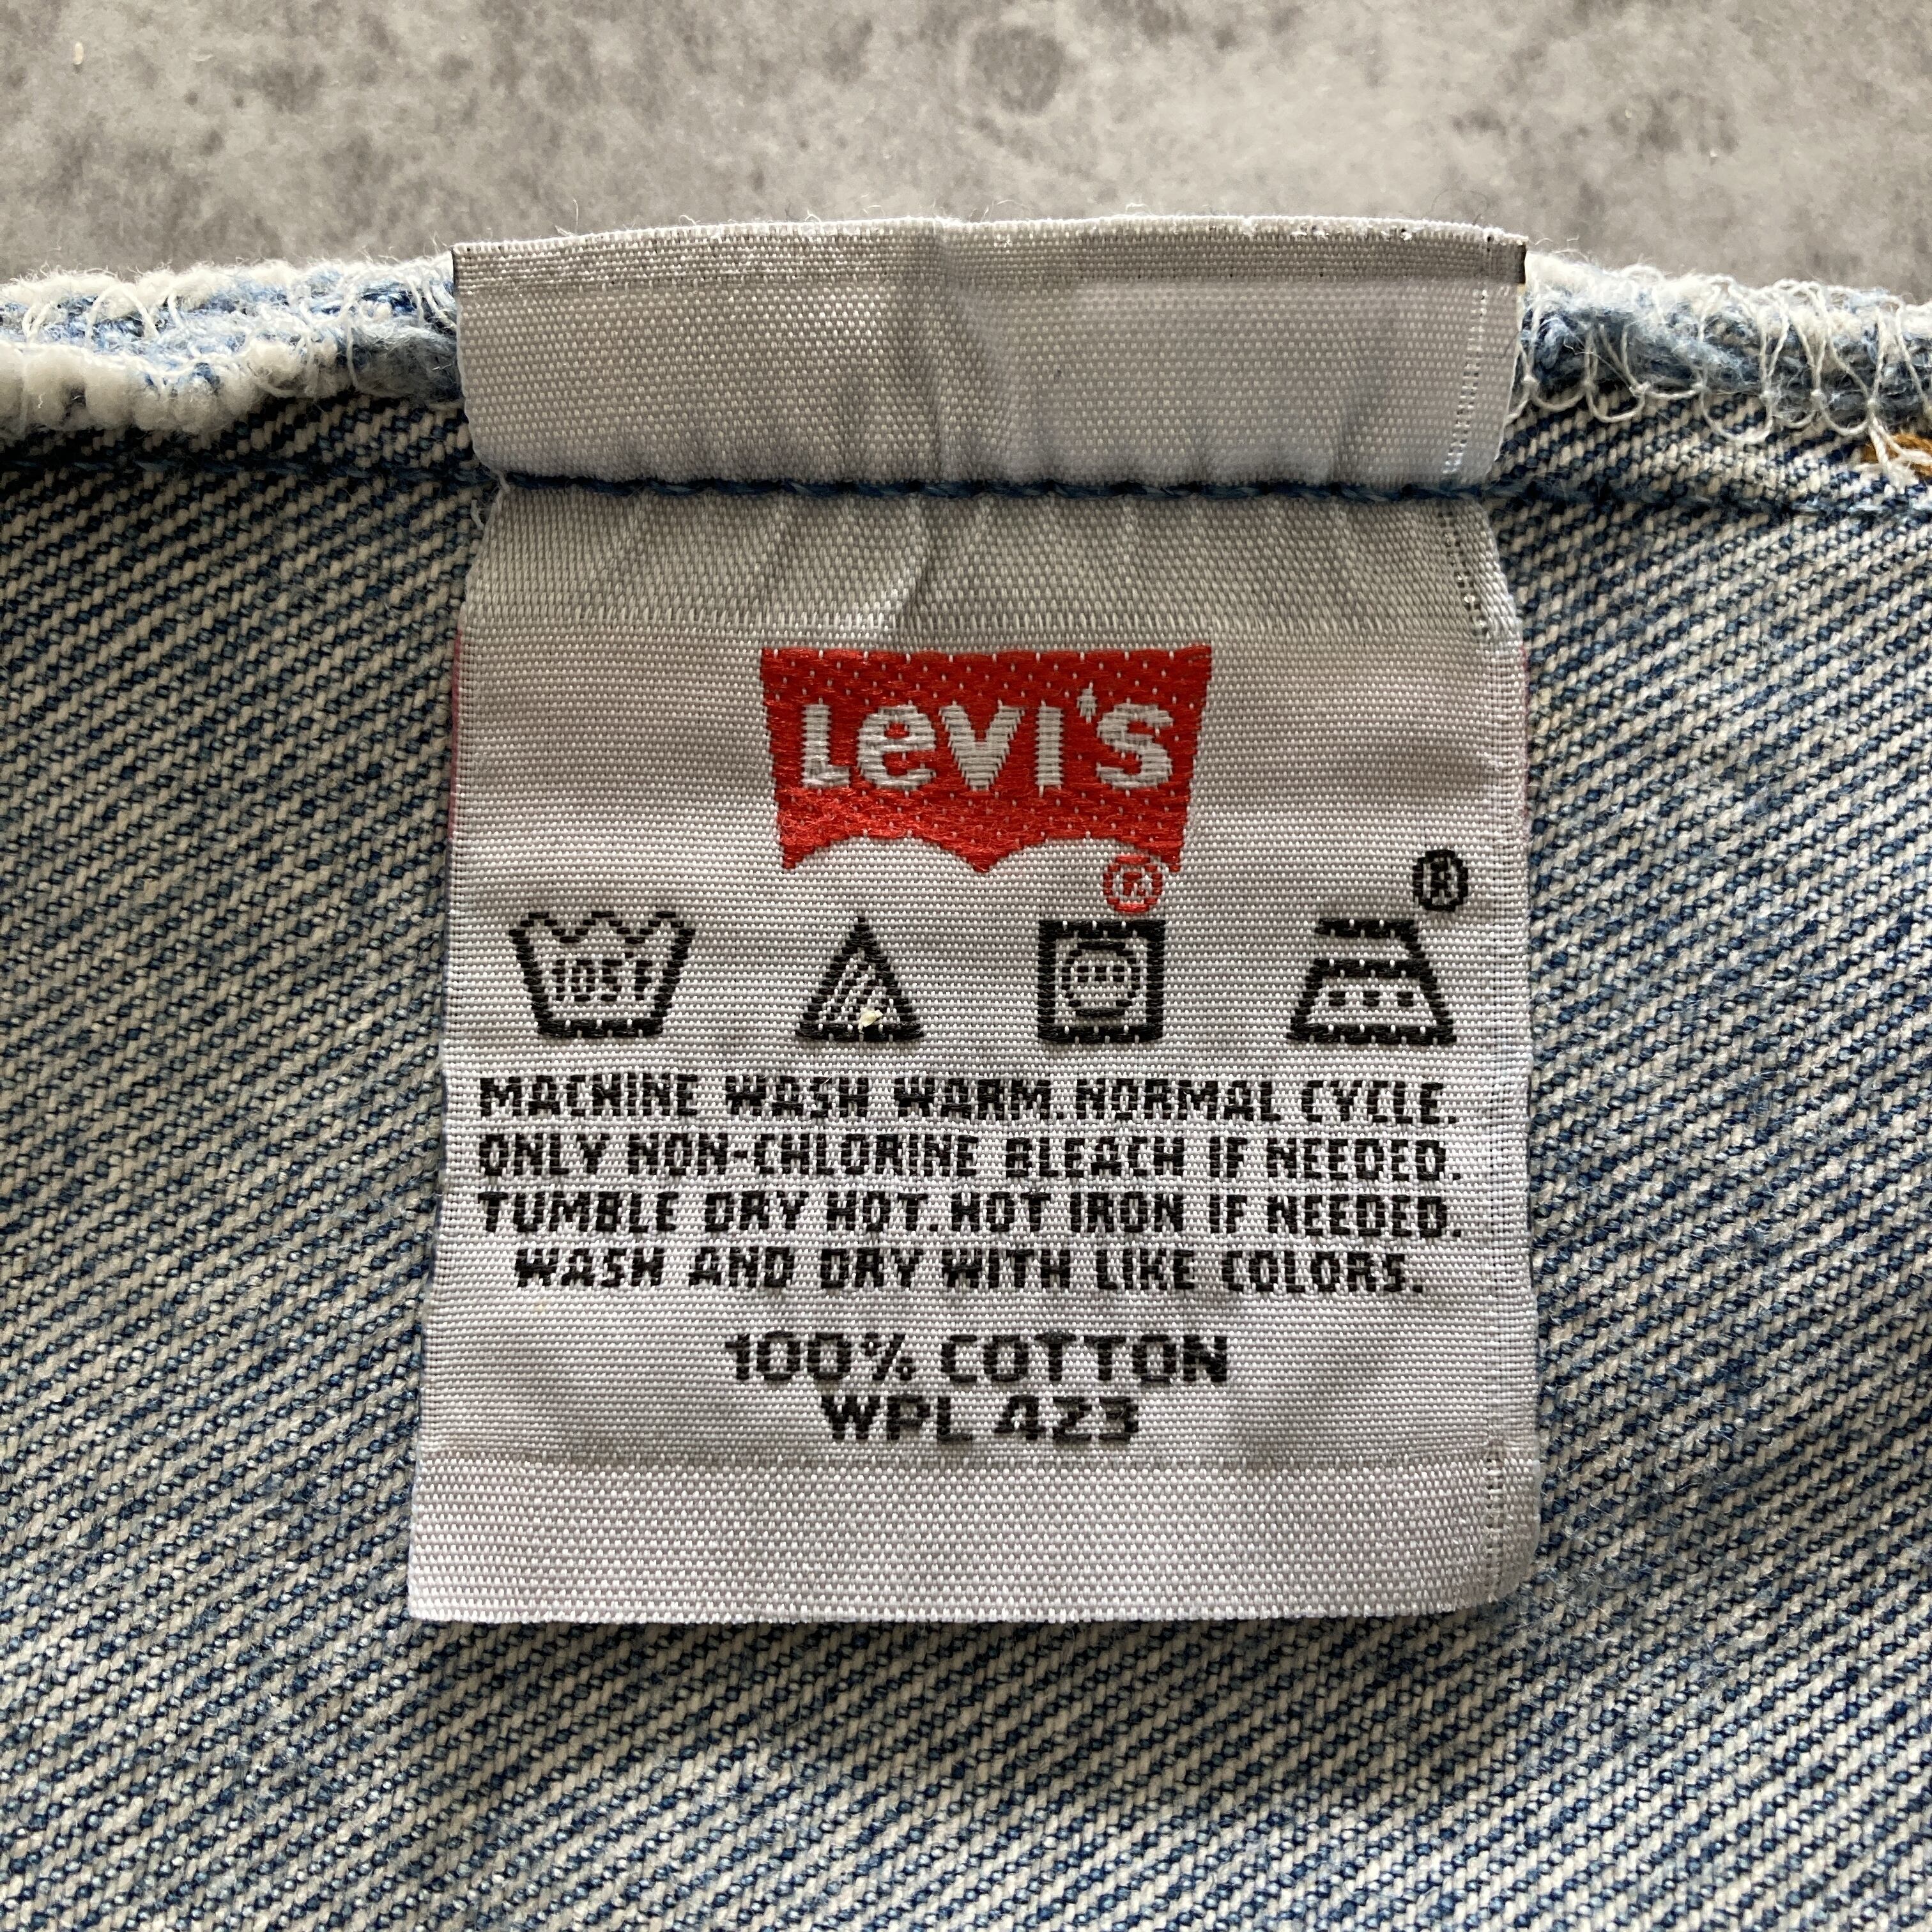 LEVI'S
®
®
105°F
MACHINE WASH WARM. NORMAL CYCLE.
ONLY NON-CHLORINE BLEACH IF NEEDED.
TUMBLE DRY HOT. HOT IRON IF NEEDED.
WASH AND DRY WITH LIKE COLORS.
100% COTTON
WPL 423